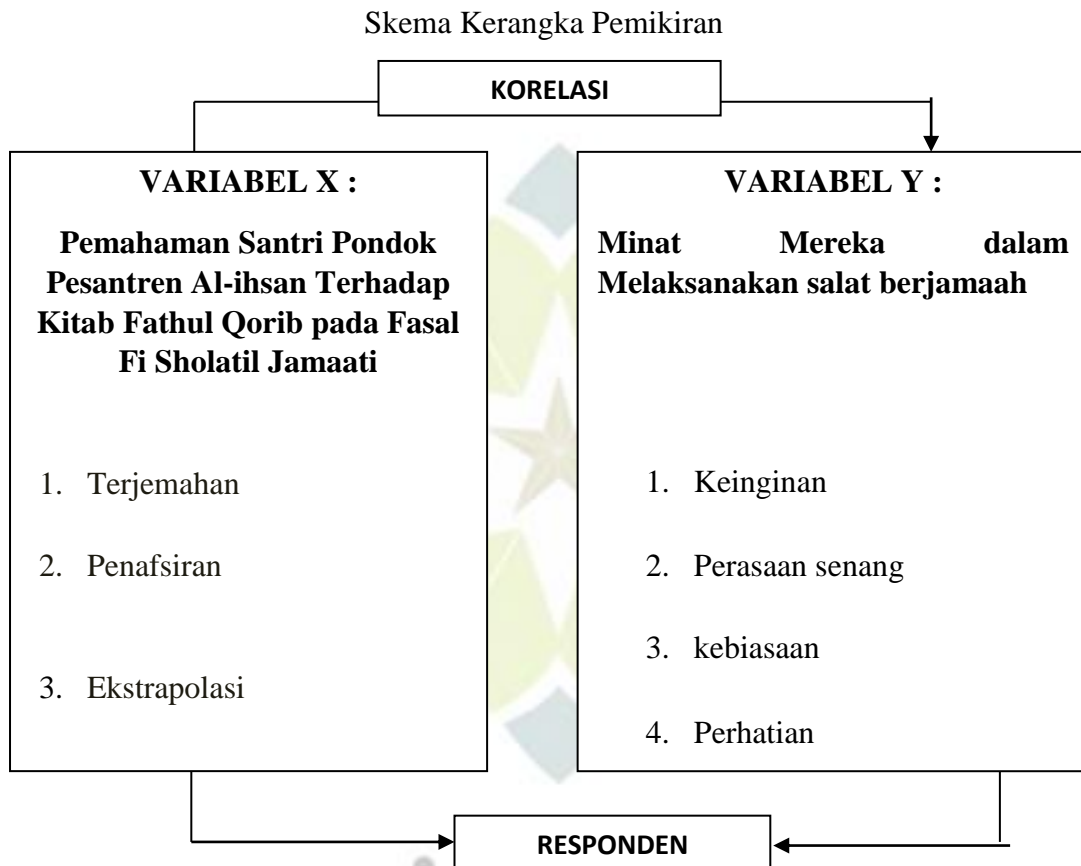 Skema Kerangka Pemikiran
KORELASI
VARIABEL X :
Pemahaman Santri Pondok
Pesantren Al-ihsan Terhadap
Kitab Fathul Qorib pada Fasal
Fi Sholatil Jamaati
1. Terjemahan
2. Penafsiran
3. Ekstrapolasi
VARIABEL Y :
Minat Mereka dalam
Melaksanakan salat berjamaah
1. Keinginan
2. Perasaan senang
3. kebiasaan
4. Perhatian
RESPONDEN